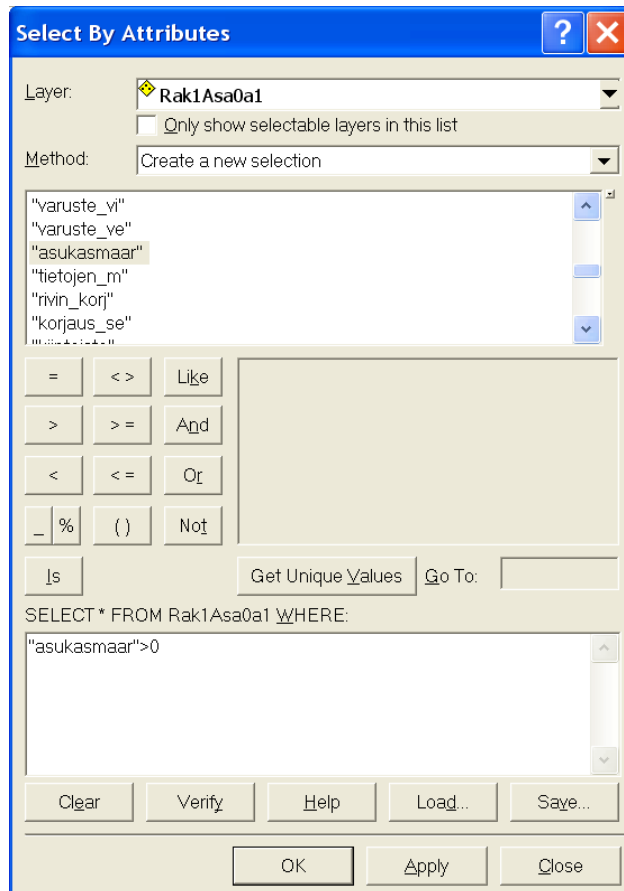 Select By Attributes
Layer: Rak1Asa0a1
Only show selectable layers in this list
Method: Create a new selection
"varuste_vi"
"varuste_ve"
"asukasmaar"
"tietojen_m"
"rivin_korj"
"korjaus_se"
= < > Like
> > = And
< < = Or
_ % ( ) Not
Is Get Unique Values Go To:
SELECT * FROM Rak1Asa0a1 WHERE:
"asukasmaar">0
Clear Verify Help Load... Save...
OK Apply Close